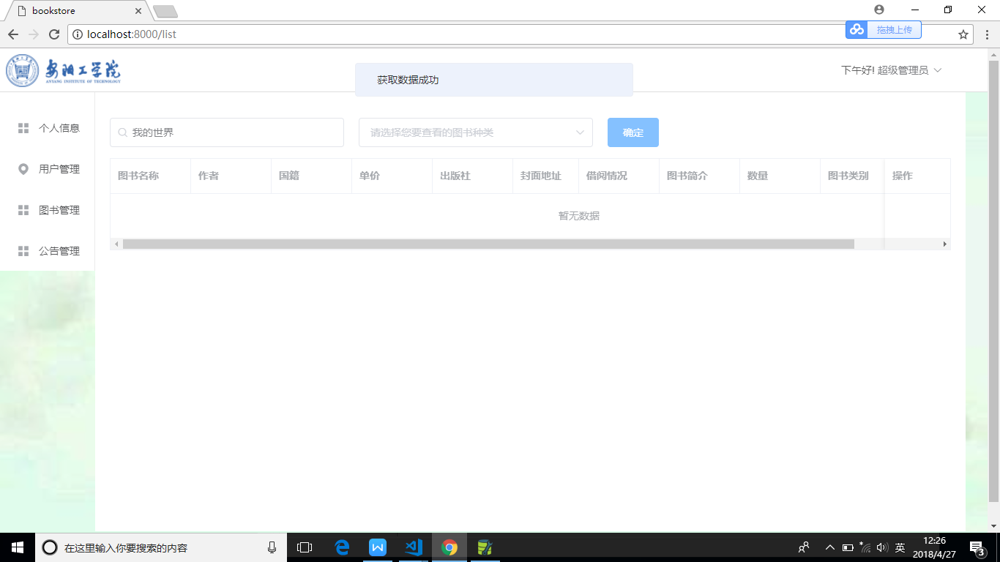 bookstore
localhost:8000/list
拖拽上传
安阳工学院
ANYANG INSTITUTE OF TECHNOLOGY
获取数据成功
下午好! 超级管理员
个人信息
用户管理
图书管理
公告管理
我的世界
请选择您要查看的图书种类
确定
图书名称 作者 国籍 单价 出版社 封面地址 借阅情况 图书简介 数量 图书类别 操作
暂无数据
在这里输入你要搜索的内容
英
12:26
2018/4/27
3